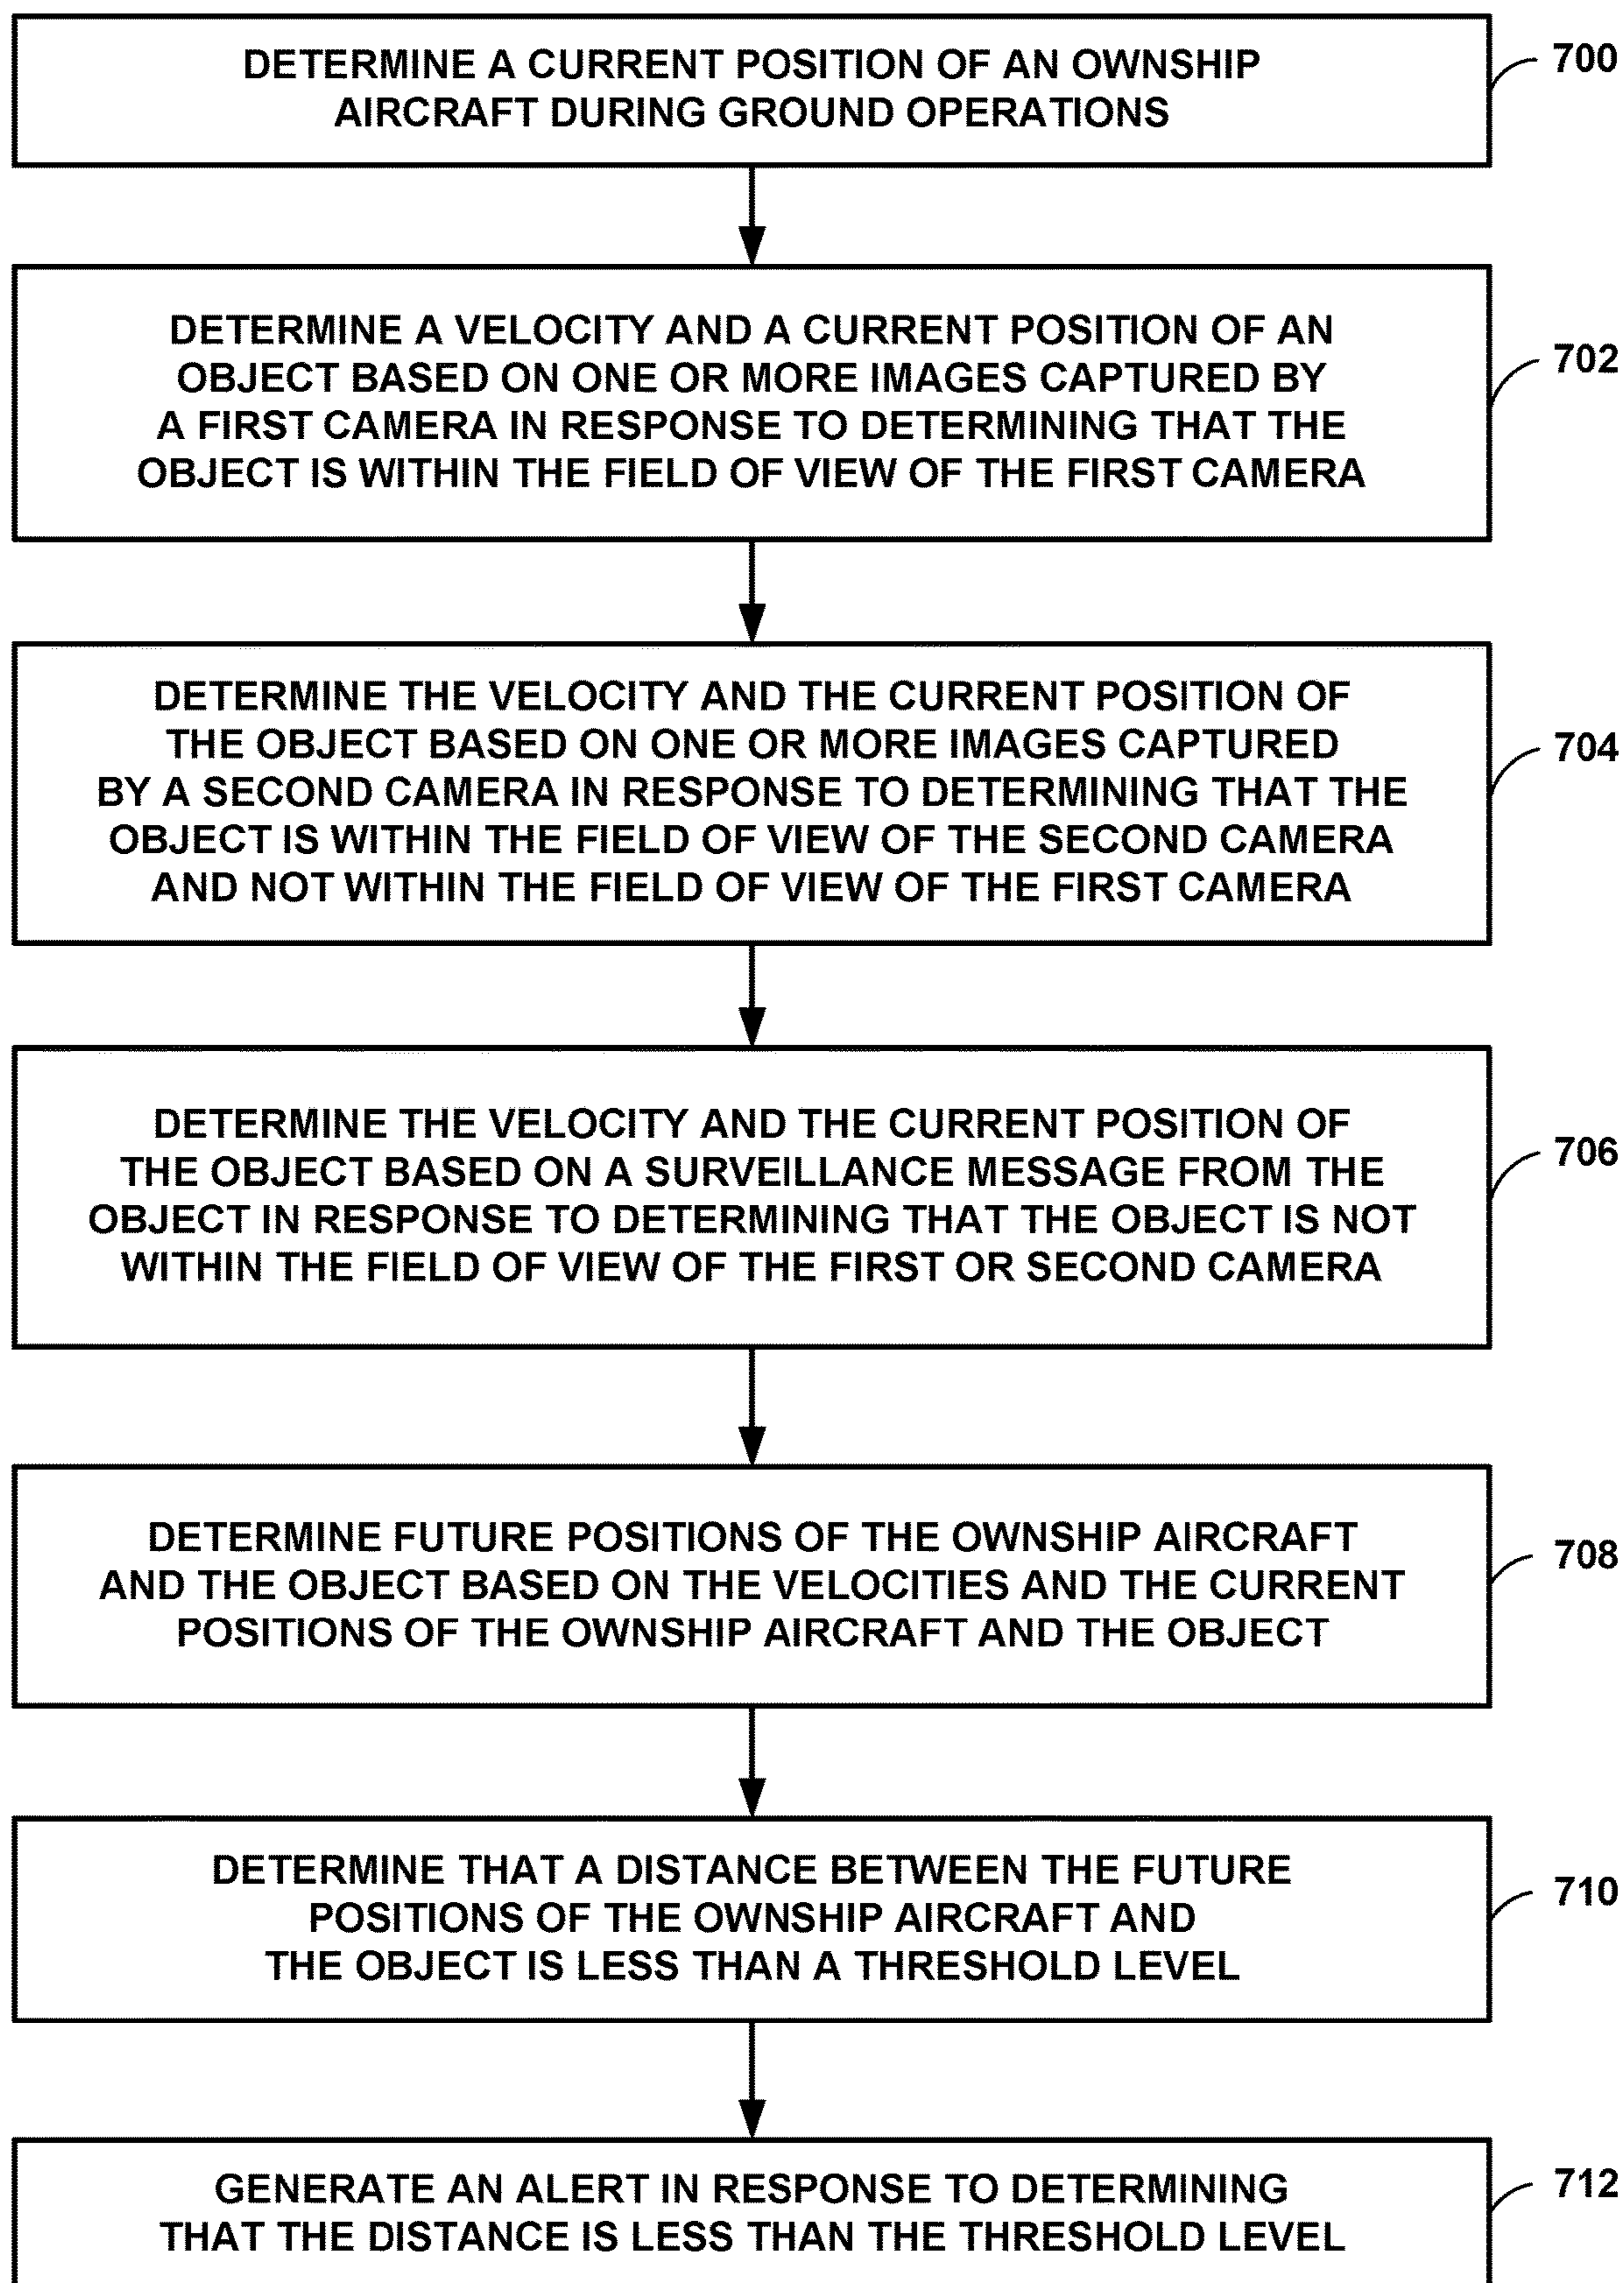 DETERMINE A CURRENT POSITION OF AN OWNSHIP
AIRCRAFT DURING GROUND OPERATIONS
700
DETERMINE A VELOCITY AND A CURRENT POSITION OF AN
OBJECT BASED ON ONE OR MORE IMAGES CAPTURED BY
A FIRST CAMERA IN RESPONSE TO DETERMINING THAT THE
OBJECT IS WITHIN THE FIELD OF VIEW OF THE FIRST CAMERA
702
DETERMINE THE VELOCITY AND THE CURRENT POSITION OF
THE OBJECT BASED ON ONE OR MORE IMAGES CAPTURED
BY A SECOND CAMERA IN RESPONSE TO DETERMINING THAT THE
OBJECT IS WITHIN THE FIELD OF VIEW OF THE SECOND CAMERA
AND NOT WITHIN THE FIELD OF VIEW OF THE FIRST CAMERA
704
DETERMINE THE VELOCITY AND THE CURRENT POSITION OF
THE OBJECT BASED ON A SURVEILLANCE MESSAGE FROM THE
OBJECT IN RESPONSE TO DETERMINING THAT THE OBJECT IS NOT
WITHIN THE FIELD OF VIEW OF THE FIRST OR SECOND CAMERA
706
DETERMINE FUTURE POSITIONS OF THE OWNSHIP AIRCRAFT
AND THE OBJECT BASED ON THE VELOCITIES AND THE CURRENT
POSITIONS OF THE OWNSHIP AIRCRAFT AND THE OBJECT
708
DETERMINE THAT A DISTANCE BETWEEN THE FUTURE
POSITIONS OF THE OWNSHIP AIRCRAFT AND
THE OBJECT IS LESS THAN A THRESHOLD LEVEL
710
GENERATE AN ALERT IN RESPONSE TO DETERMINING
THAT THE DISTANCE IS LESS THAN THE THRESHOLD LEVEL
712